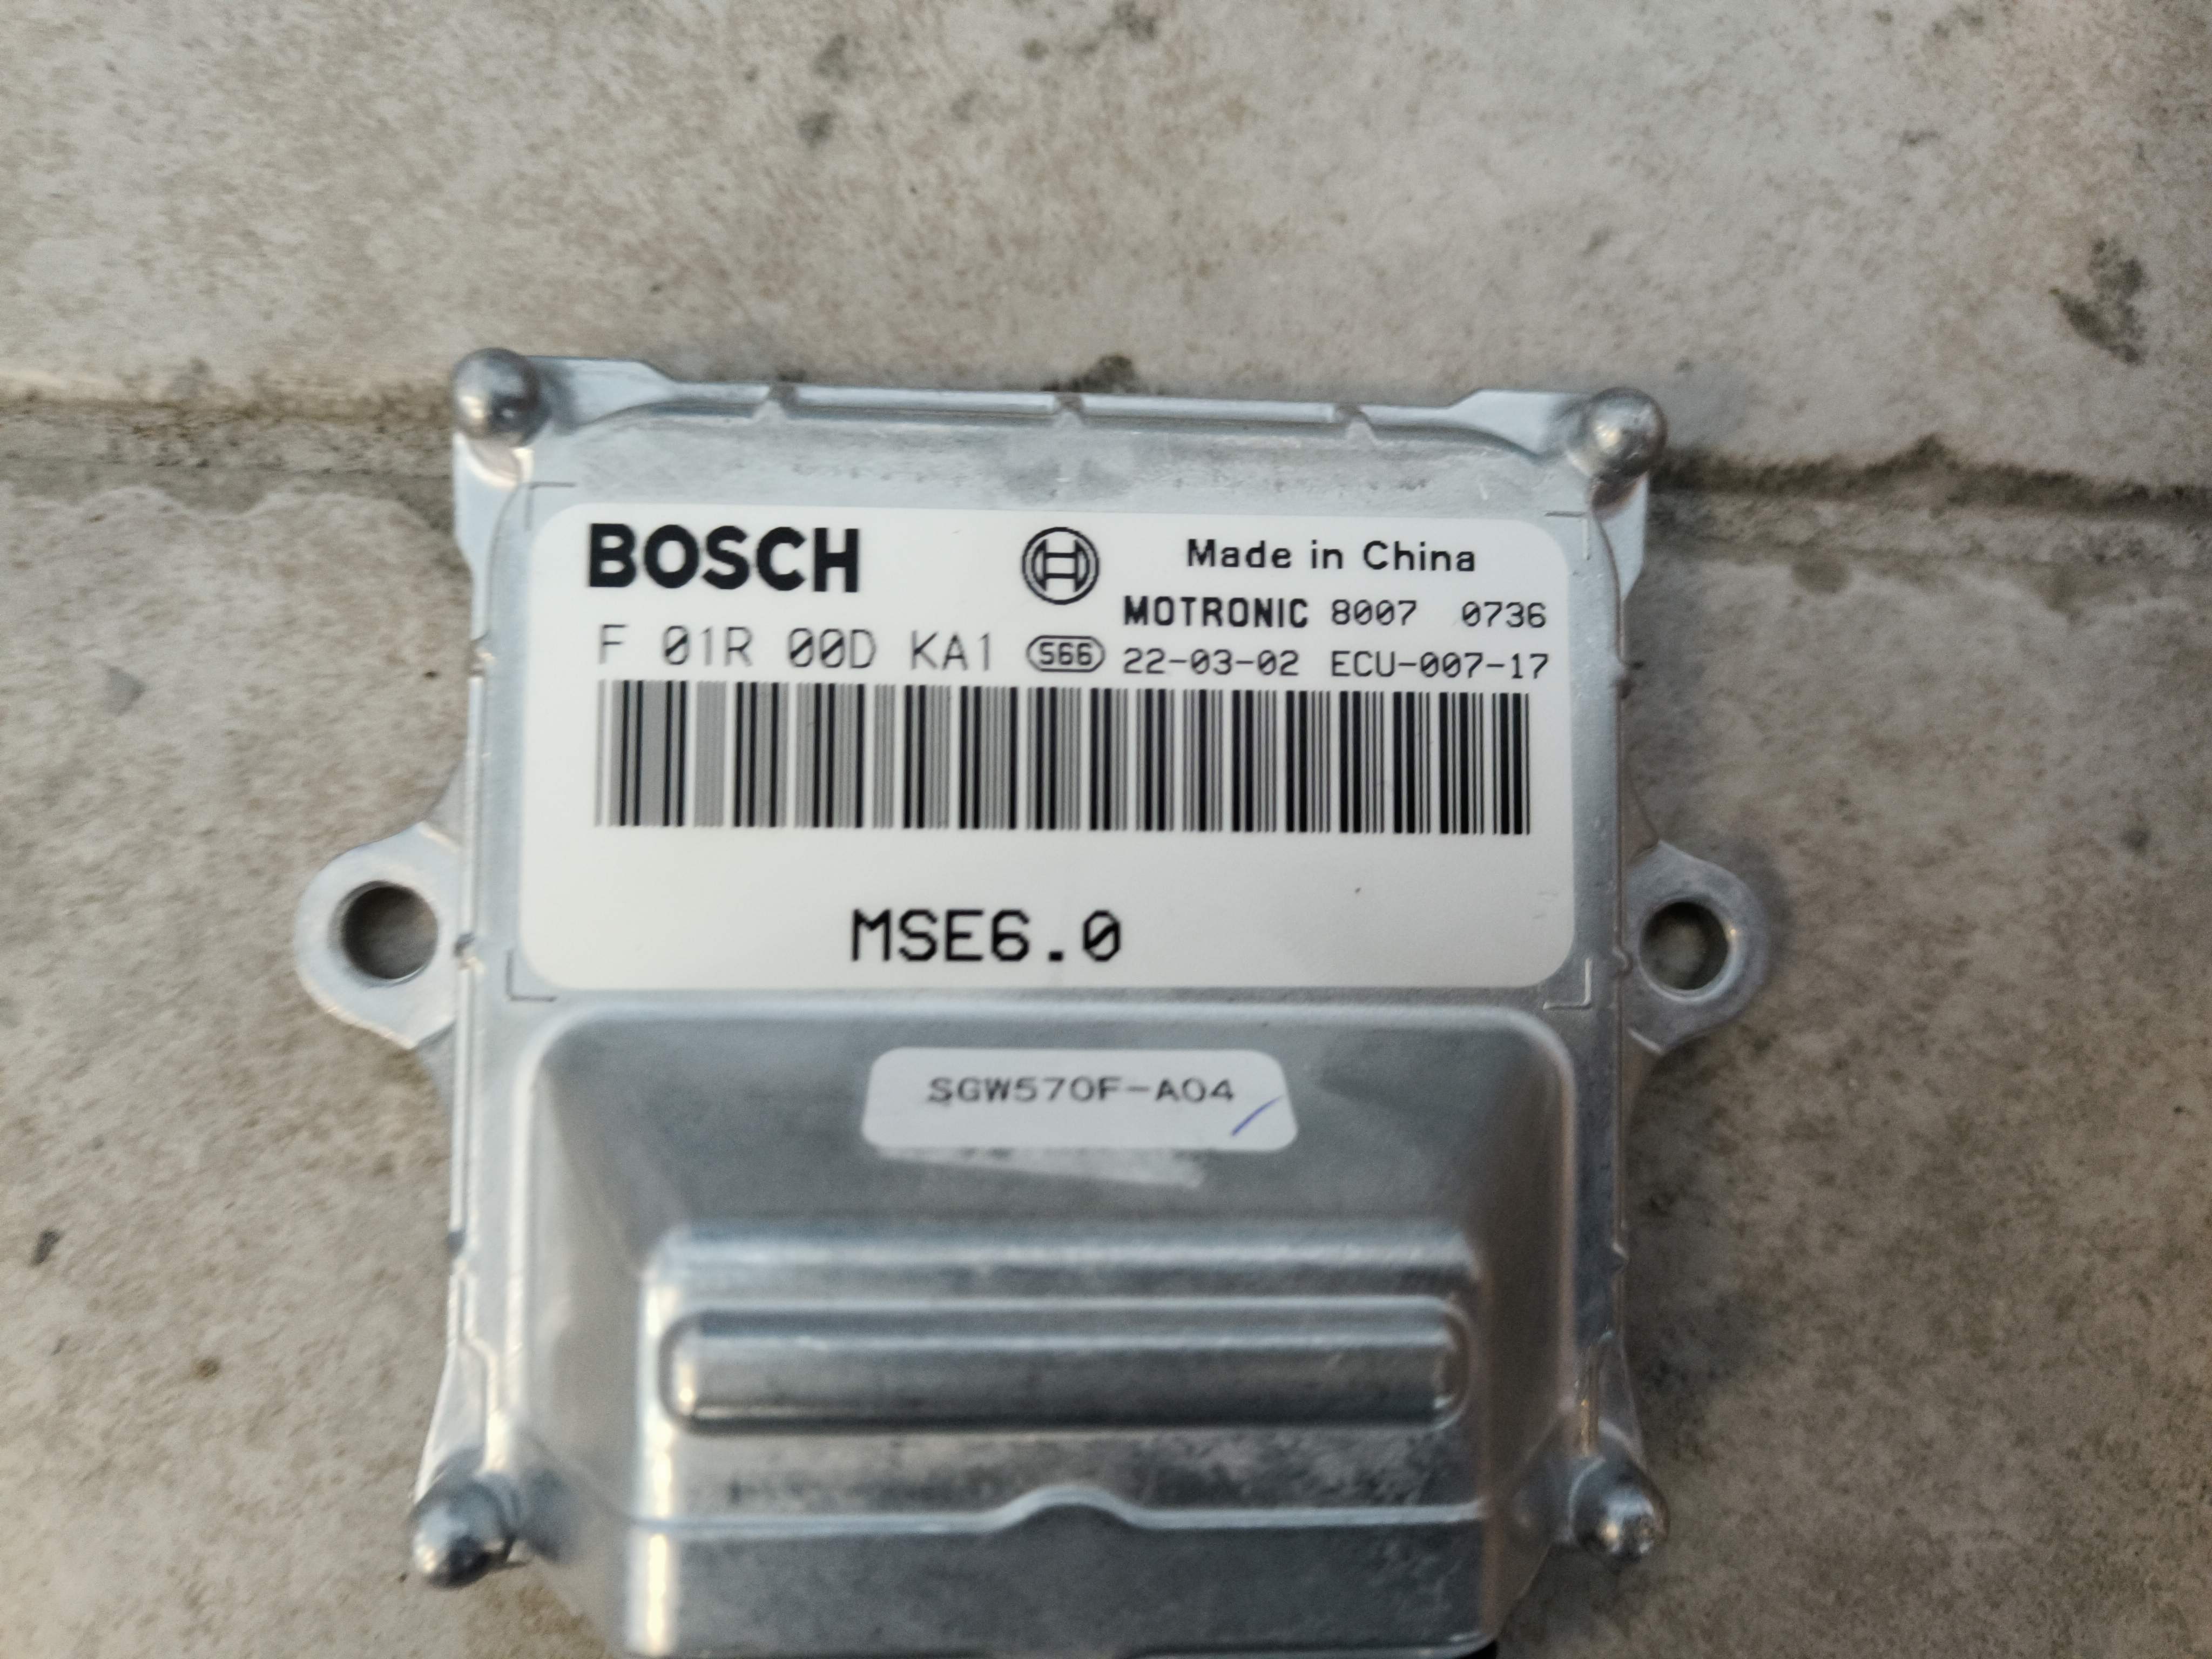 BOSCH
Made in China
MOTRONIC 8007 0736
F 01R 00D KA1 566 22-03-02 ECU-007-17
MSE6.0
SGW570F-A04